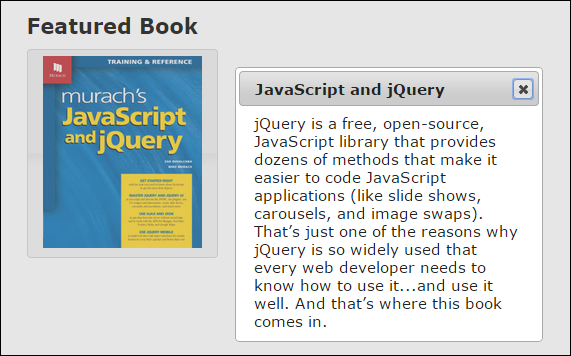 Featured Book
TRAINING & REFERENCE
Murach
murach's
JavaScript
and jQuery
JavaScript and jQuery
jQuery is a free, open-source,
JavaScript library that provides
dozens of methods that make it
easier to code JavaScript
applications (like slide shows,
carousels, and image swaps).
That’s just one of the reasons why
jQuery is so widely used that
every web developer needs to
know how to use it...and use it
well. And that’s where this book
comes in.